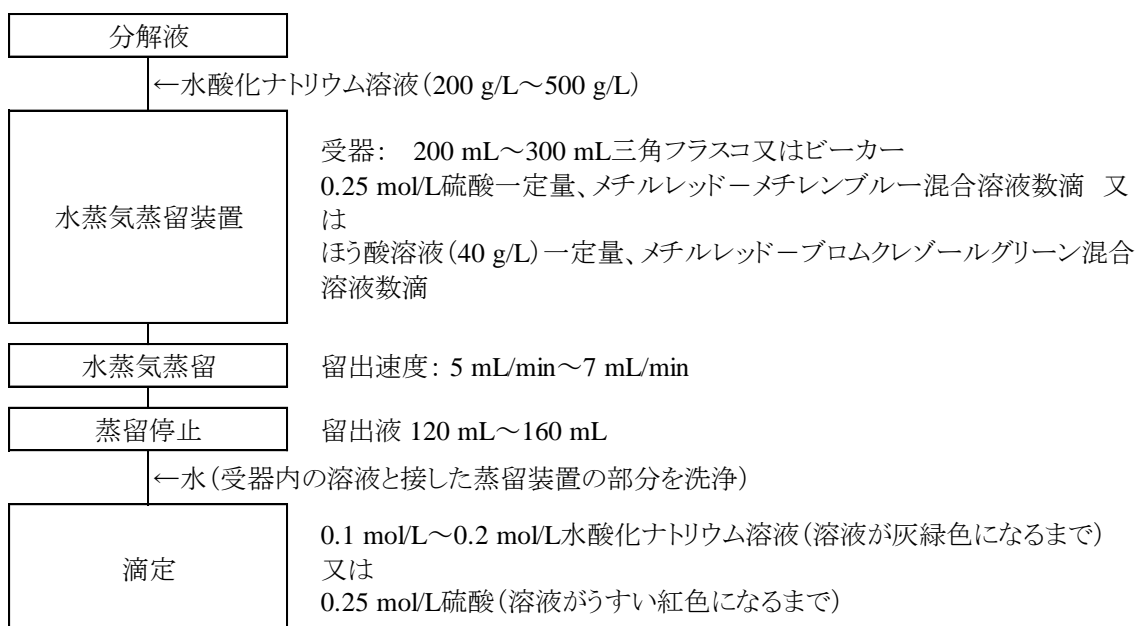 分解液
←水酸化ナトリウム溶液(200 g/L~500 g/L)
水蒸気蒸留装置
受器: 200 mL~300 mL三角フラスコ又はビーカー
0.25 mol/L硫酸一定量、メチルレッド-メチレンブルー混合溶液数滴 又
は
ほう酸溶液(40 g/L)一定量、メチルレッド-ブロムクレゾールグリーン混合
溶液数滴
水蒸気蒸留
留出速度: 5 mL/min~7 mL/min
蒸留停止
留出液 120 mL~160 mL
←水(受器内の溶液と接した蒸留装置の部分を洗浄)
滴定
0.1 mol/L~0.2 mol/L水酸化ナトリウム溶液(溶液が灰緑色になるまで)
又は
0.25 mol/L硫酸(溶液がうすい紅色になるまで)